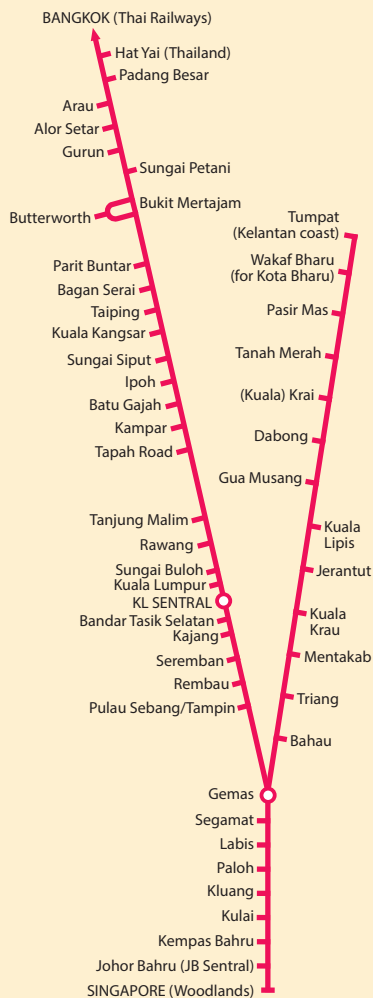 BANGKOK (Thai Railways)
Hat Yai (Thailand)
Padang Besar
Arau
Alor Setar
Gurun
Sungai Petani
Bukit Mertajam
Butterworth
Parit Buntar
Bagan Serai
Taiping
Kuala Kangsar
Sungai Siput
Ipoh
Batu Gajah
Kampar
Tapah Road
Tanjung Malim
Rawang
Sungai Buloh
Kuala Lumpur
KL SENTRAL
Bandar Tasik Selatan
Kajang
Seremban
Rembau
Pulau Sebang/Tampin
Tumpat
(Kelantan coast)
Wakaf Bharu
(for Kota Bharu)
Pasir Mas
Tanah Merah
(Kuala) Krai
Dabong
Gua Musang
Kuala
Lipis
Jerantut
Kuala
Krau
Mentakab
Triang
Bahau
Gemas
Segamat
Labis
Paloh
Kluang
Kulai
Kempas Bahru
Johor Bahru (JB Sentral)
SINGAPORE (Woodlands)